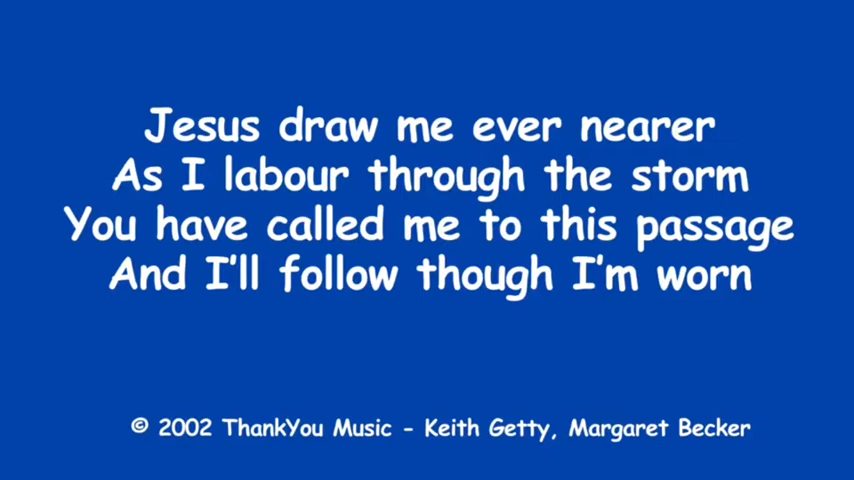 Jesus draw me ever nearer
As I labour through the storm
You have called me to this passage
And I'll follow though I'm worn
© 2002 ThankYou Music - Keith Getty, Margaret Becker